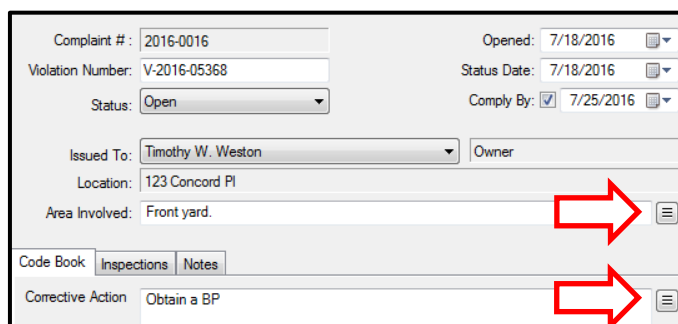 Complaint # : 2016-0016 Opened: 7/18/2016
Violation Number: V-2016-05368 Status Date: 7/18/2016
Status: Open Comply By: 7/25/2016
Issued To: Timothy W. Weston Owner
Location: 123 Concord Pl
Area Involved: Front yard.
Code Book Inspections Notes
Corrective Action Obtain a BP